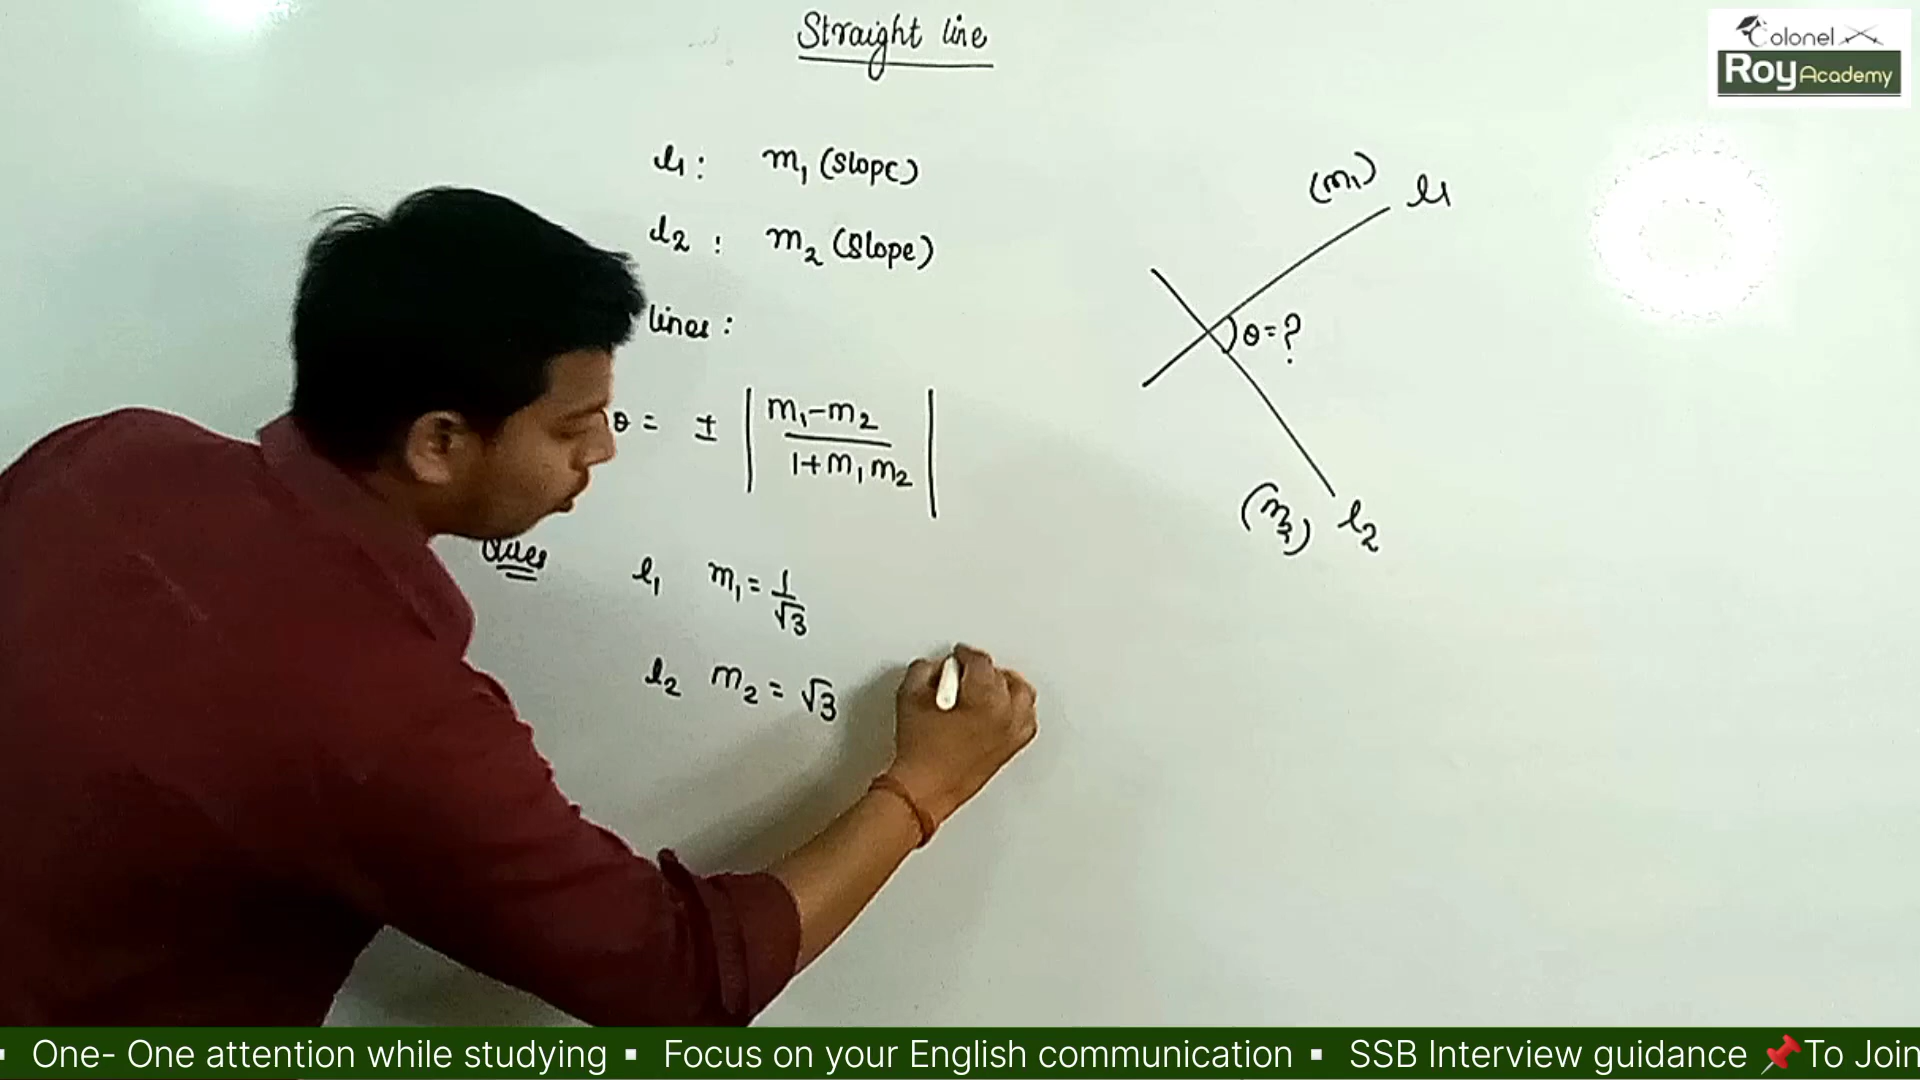 Straight line
Colonel
Roy Academy
l1 : m1 (slope)
l2 : m2 (slope)
lines :
θ = ± | m1-m2 / 1+m1m2 |
(m1) l1
θ=?
(m2) l2
Ques l1 m1 = 1/√3
l2 m2 = √3
▪ One- One attention while studying ▪ Focus on your English communication ▪ SSB Interview guidance 📌To Join